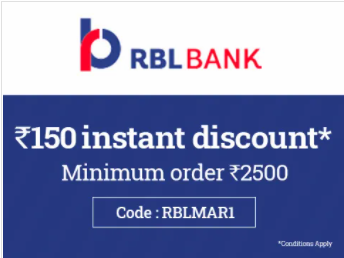 RBL BANK
₹150 instant discount*
Minimum order ₹2500
Code : RBLMAR1
*Conditions Apply